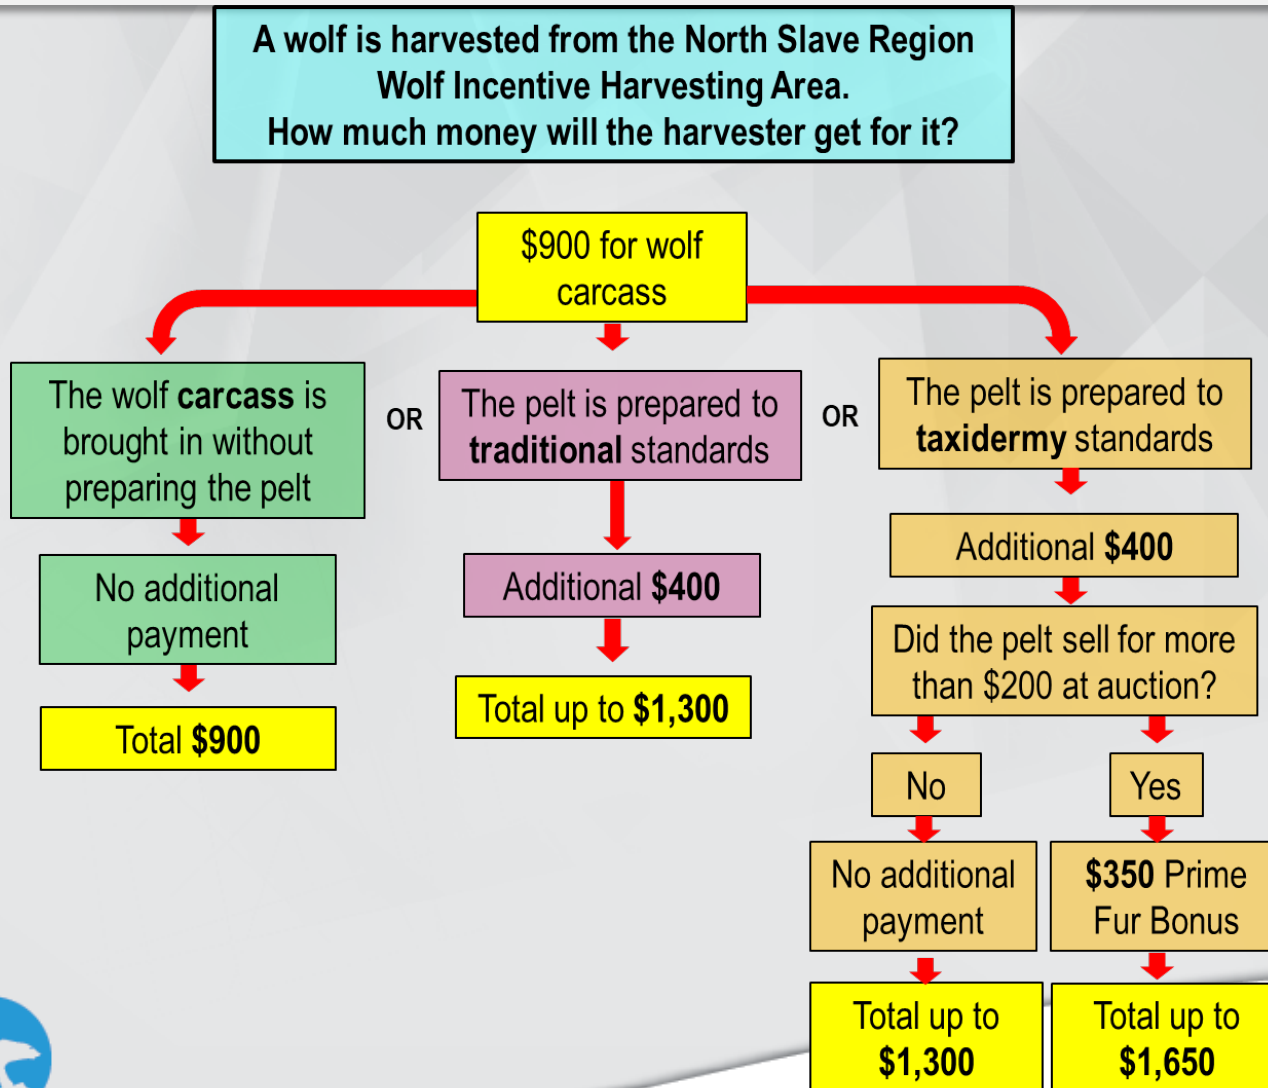 A wolf is harvested from the North Slave Region
Wolf Incentive Harvesting Area.
How much money will the harvester get for it?
$900 for wolf
carcass
The wolf carcass is
brought in without
preparing the pelt
OR
The pelt is prepared to
traditional standards
OR
The pelt is prepared to
taxidermy standards
No additional
payment
Additional $400
Additional $400
Total $900
Total up to $1,300
Did the pelt sell for more
than $200 at auction?
No
Yes
No additional
payment
$350 Prime
Fur Bonus
Total up to
$1,300
Total up to
$1,650